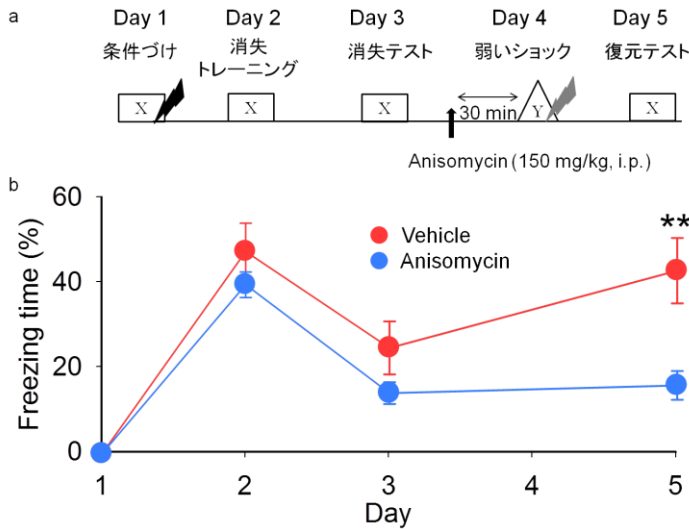 a
Day 1 Day 2 Day 3 Day 4 Day 5
条件づけ 消失 消失テスト 弱いショック 復元テスト
トレーニング
X X X 30 min Y X
Anisomycin (150 mg/kg, i.p.)
b
60
**
Vehicle
Anisomycin
40
20
0
Freezing time (%)
1 2 3 4 5
Day